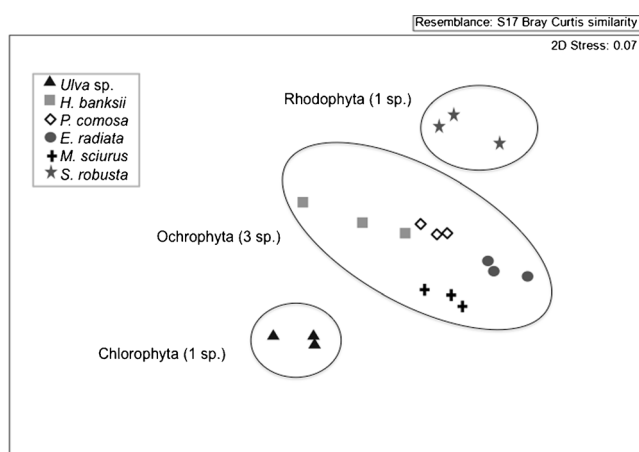 Resemblance: S17 Bray Curtis similarity
2D Stress: 0.07
Ulva sp.
H. banksii
P. comosa
E. radiata
M. sciurus
S. robusta
Rhodophyta (1 sp.)
Ochrophyta (3 sp.)
Chlorophyta (1 sp.)